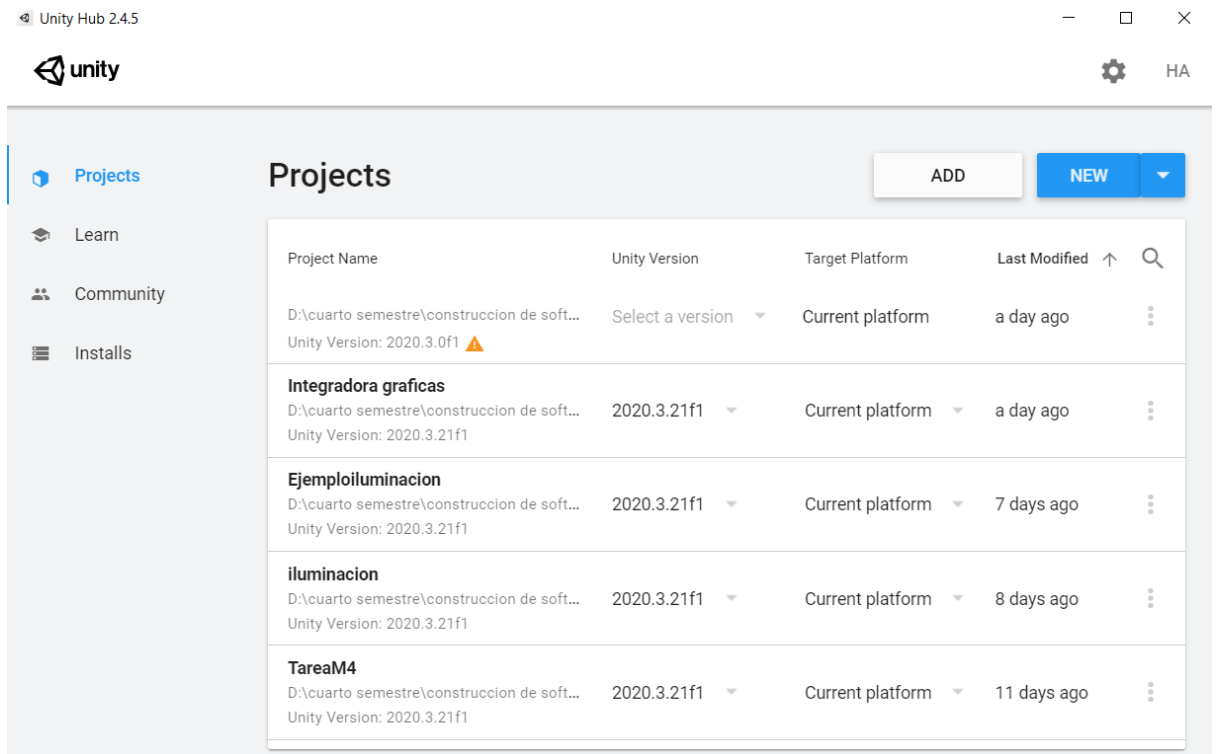 Unity Hub 2.4.5
unity
HA
Projects
Learn
Community
Installs
Projects
ADD
NEW
Project Name Unity Version Target Platform Last Modified
D:\cuarto semestre\construccion de soft... Select a version Current platform a day ago
Unity Version: 2020.3.0f1
Integradora graficas
D:\cuarto semestre\construccion de soft... 2020.3.21f1 Current platform a day ago
Unity Version: 2020.3.21f1
Ejemploiluminacion
D:\cuarto semestre\construccion de soft... 2020.3.21f1 Current platform 7 days ago
Unity Version: 2020.3.21f1
iluminacion
D:\cuarto semestre\construccion de soft... 2020.3.21f1 Current platform 8 days ago
Unity Version: 2020.3.21f1
TareaM4
D:\cuarto semestre\construccion de soft... 2020.3.21f1 Current platform 11 days ago
Unity Version: 2020.3.21f1